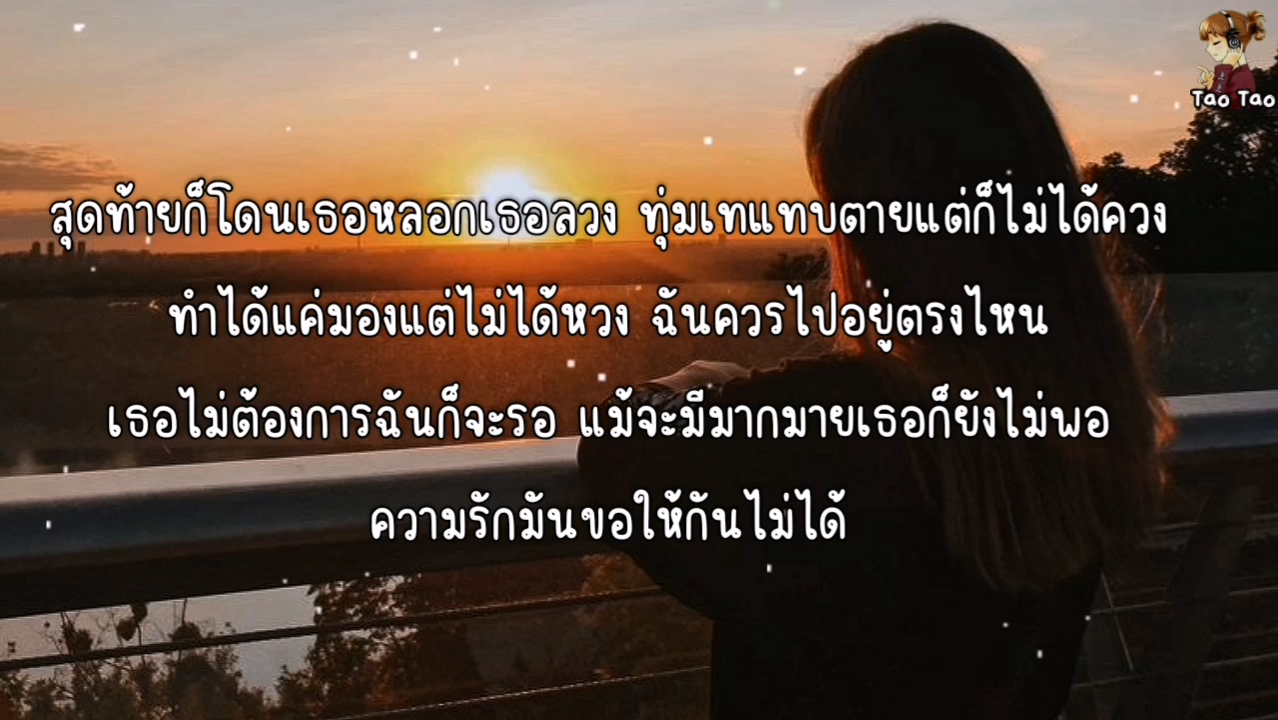 Tao Tao
สุดท้ายก็โดนเธอหลอกเธอลวง ทุ่มเทแทบตายแต่ก็ไม่ได้ควง
ทำได้แค่มองแต่ไม่ได้หวง ฉันควรไปอยู่ตรงไหน
เธอไม่ต้องการฉันก็จะรอ แม้จะมีมากมายเธอก็ยังไม่พอ
ความรักมันขอให้กันไม่ได้